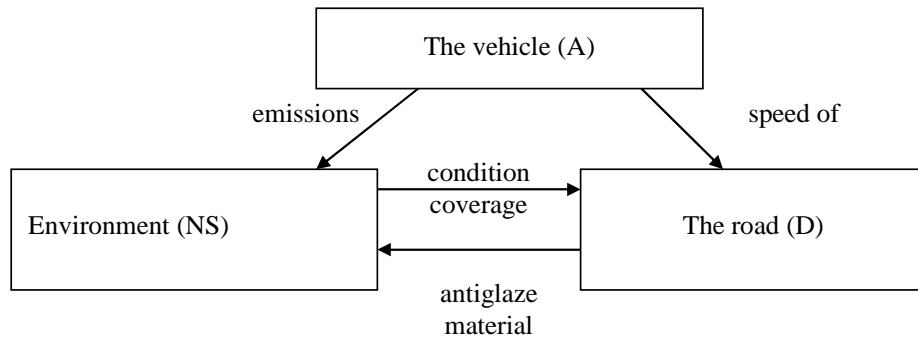 The vehicle (A)
emissions
speed of
condition
coverage
Environment (NS)
The road (D)
antiglaze
material